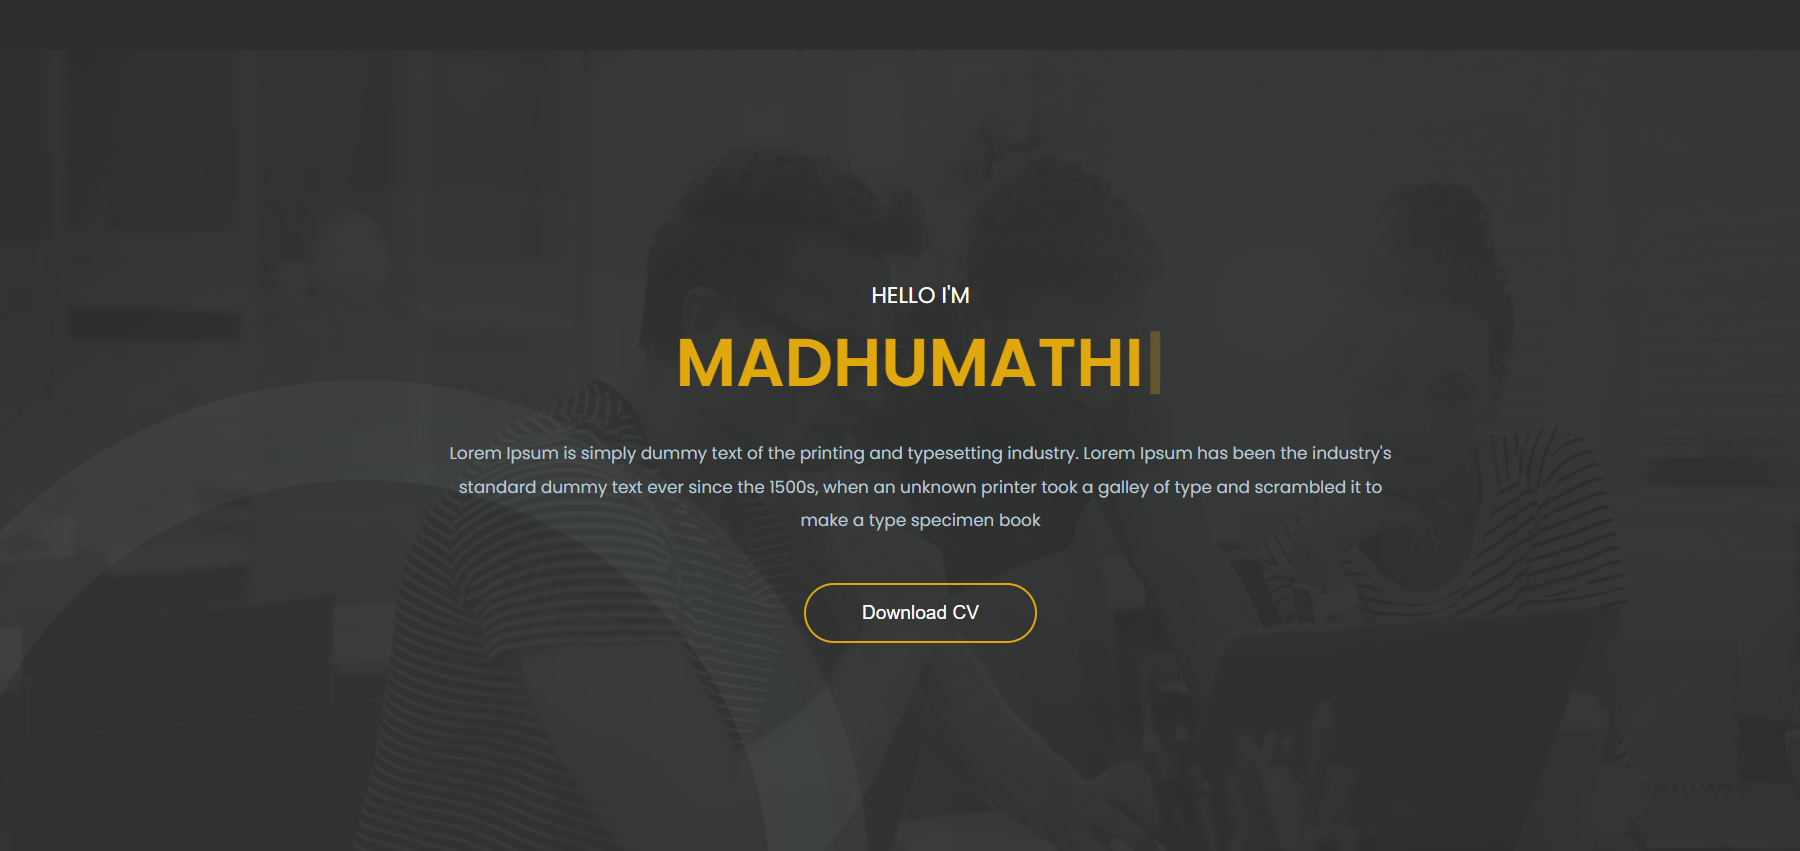 HELLO I'M
MADHUMATHI
Lorem Ipsum is simply dummy text of the printing and typesetting industry. Lorem Ipsum has been the industry's
standard dummy text ever since the 1500s, when an unknown printer took a galley of type and scrambled it to
make a type specimen book
Download CV